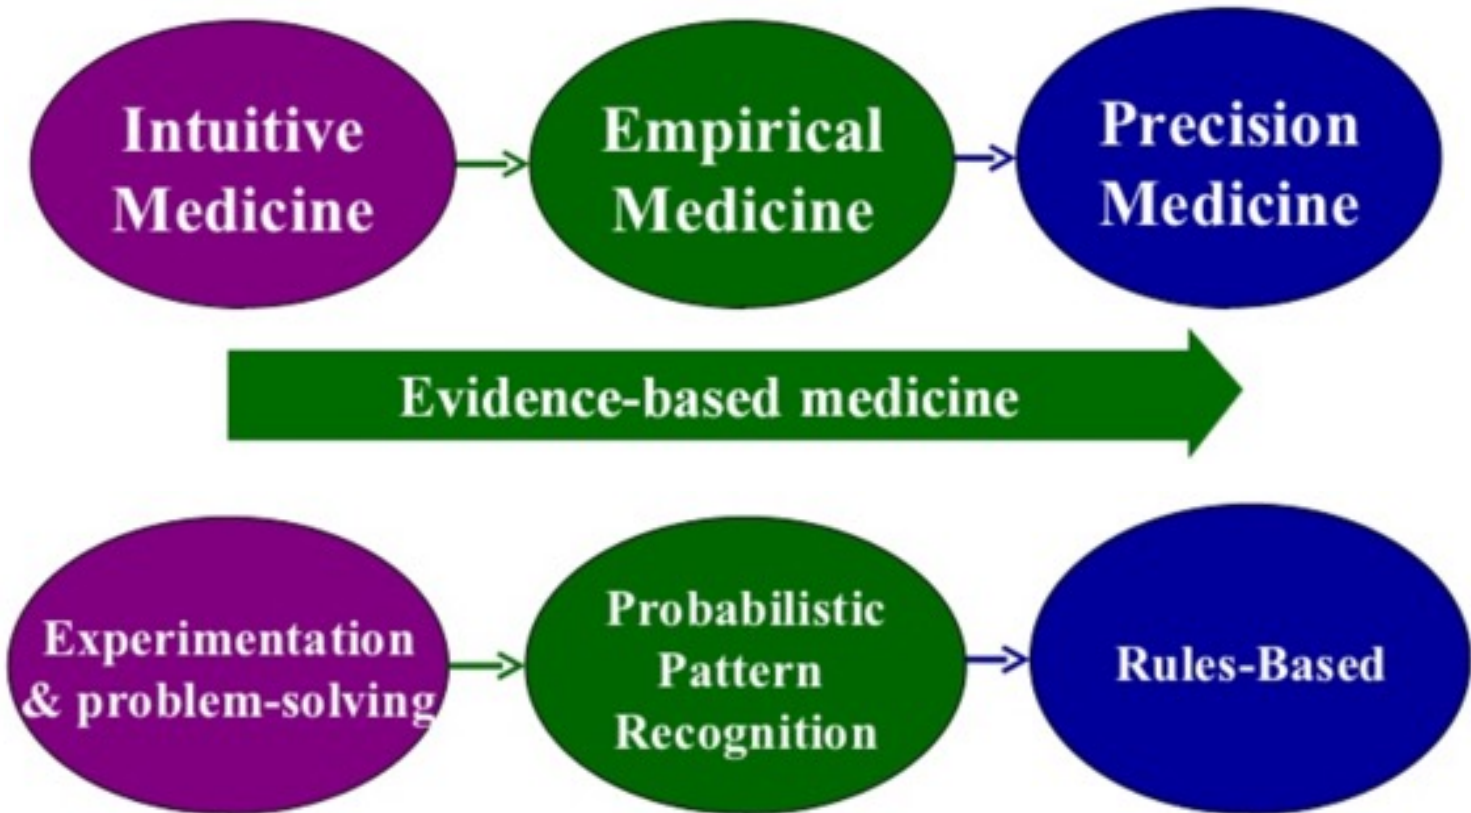 Intuitive
Medicine
Empirical
Medicine
Precision
Medicine
Evidence-based medicine
Experimentation
& problem-solving
Probabilistic
Pattern
Recognition
Rules-Based